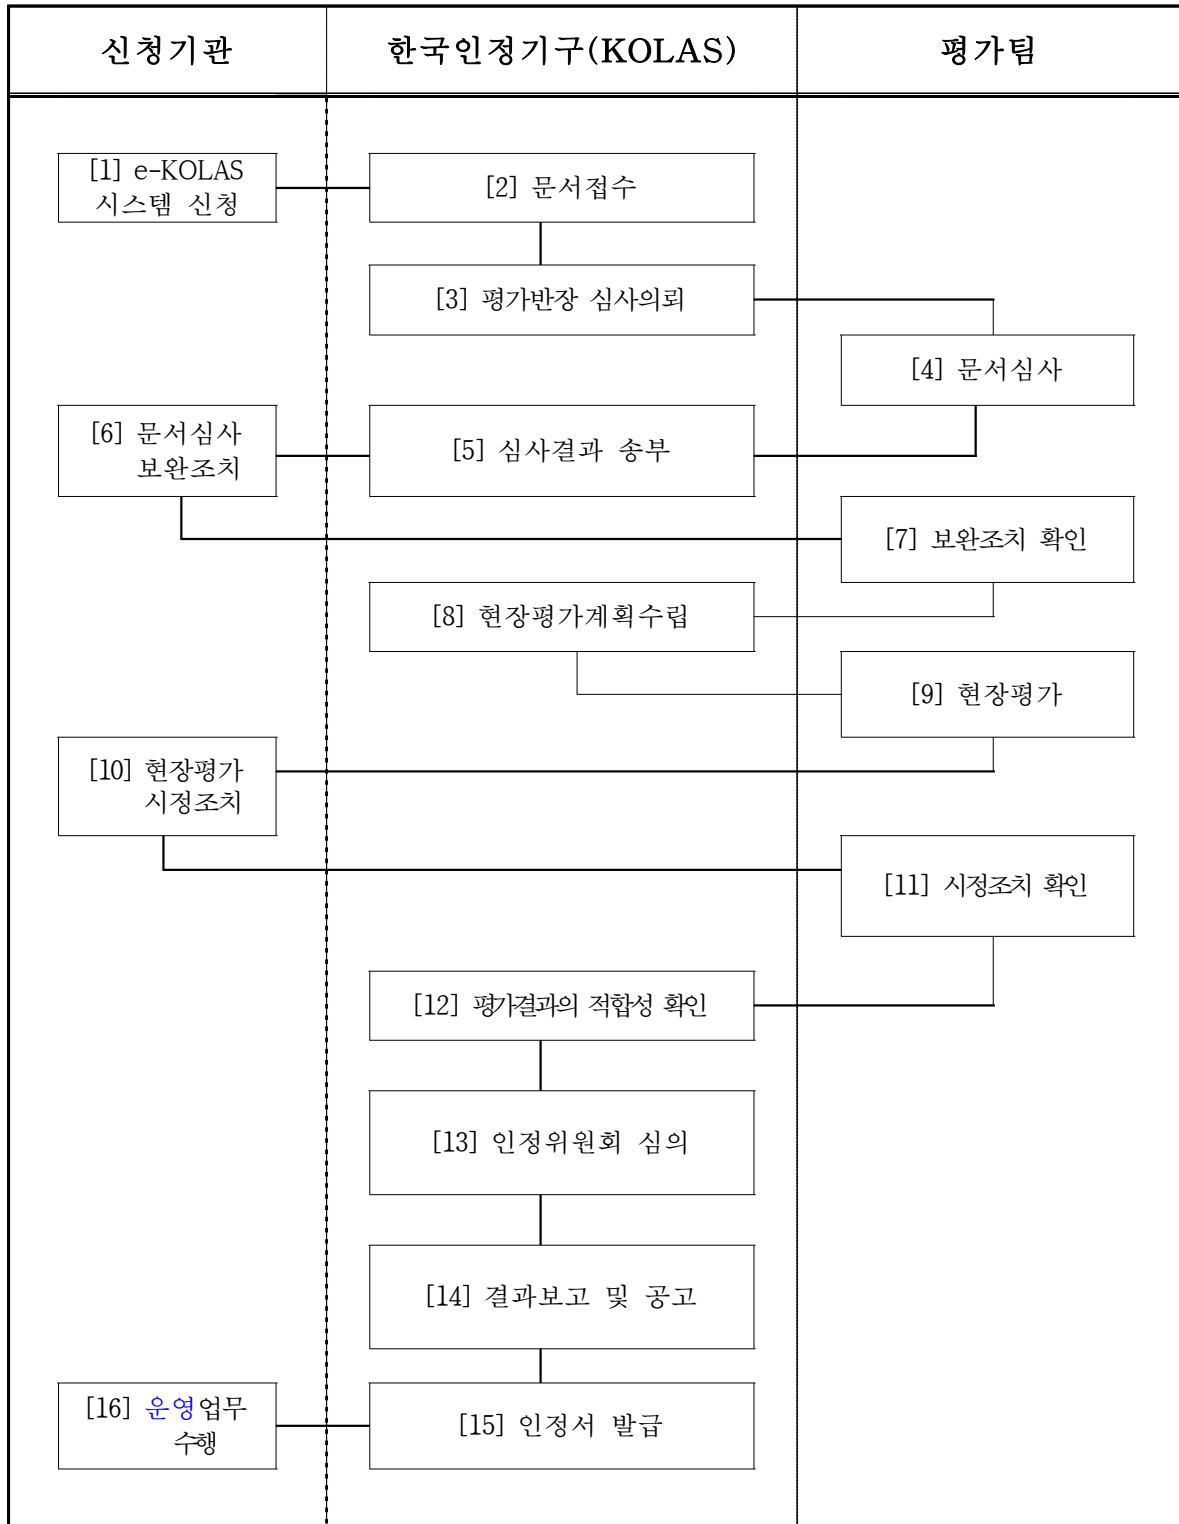 신청기관
한국인정기구(KOLAS)
평가팀
[1] e-KOLAS
시스템 신청
[2] 문서접수
[3] 평가반장 심사의뢰
[4] 문서심사
[5] 심사결과 송부
[6] 문서심사
보완조치
[7] 보완조치 확인
[8] 현장평가계획수립
[9] 현장평가
[10] 현장평가
시정조치
[11] 시정조치 확인
[12] 평가결과의 적합성 확인
[13] 인정위원회 심의
[14] 결과보고 및 공고
[15] 인정서 발급
[16] 운영업무
수행